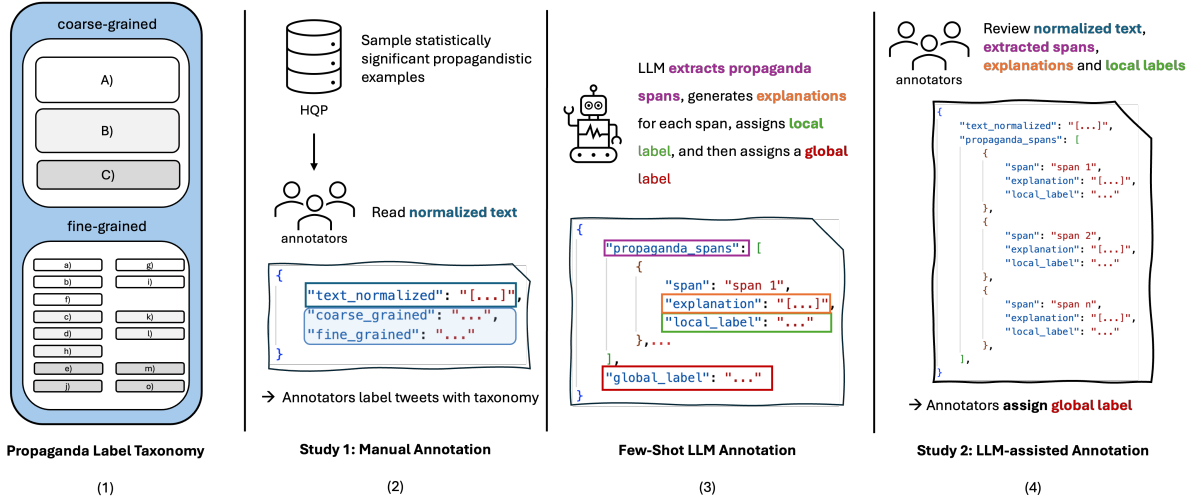 coarse-grained
A)
B)
C)
fine-grained
a)
g)
b)
i)
f)
c)
k)
d)
l)
h)
e)
m)
j)
o)
Propaganda Label Taxonomy
(1)
HQP
Sample statistically
significant propagandistic
examples
annotators
Read normalized text
{
"text_normalized": "[...]",
"coarse_grained": "...",
"fine_grained": "..."
}
→ Annotators label tweets with taxonomy
Study 1: Manual Annotation
(2)
LLM extracts propaganda
spans, generates explanations
for each span, assigns local
label, and then assigns a global
label
{
"propaganda_spans": [
{
"span": "span 1",
"explanation": "[...]",
"local_label": "..."
},...
],
"global_label": "..."
}
Few-Shot LLM Annotation
(3)
annotators
Review normalized text,
extracted spans,
explanations and local labels
{
"text_normalized": "[...]",
"propaganda_spans": [
{
"span": "span 1",
"explanation": "[...]",
"local_label": "..."
},
{
"span": "span 2",
"explanation": "[...]",
"local_label": "..."
},
{
"span": "span n",
"explanation": "[...]",
"local_label": "..."
},
],
}
→ Annotators assign global label
Study 2: LLM-assisted Annotation
(4)